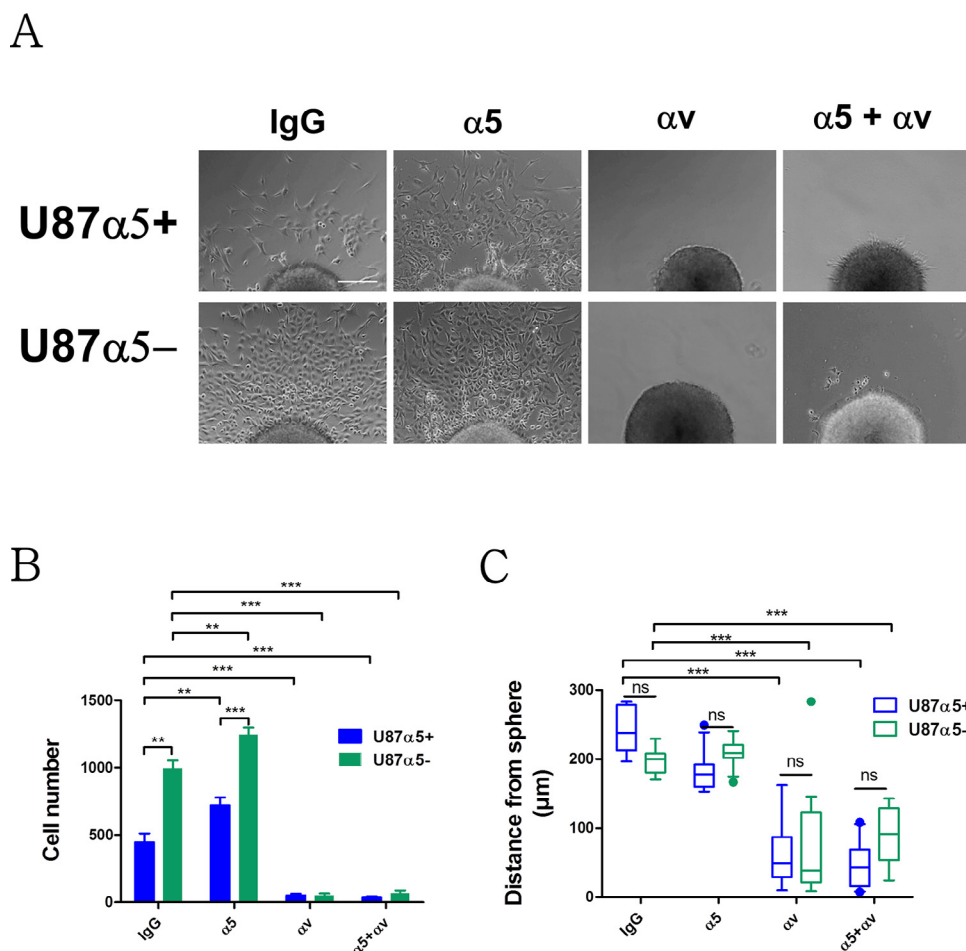 A
IgG α5 αv α5 + αv
U87α5+
U87α5–
B
***
***
**
***
***
**
***
**
1500
1000
500
0
Cell number
U87α5+
U87α5-
IgG α5 αv α5+αv
C
***
***
***
***
ns
ns
ns
ns
300
200
100
0
Distance from sphere
(µm)
U87α5+
U87α5-
IgG α5 αv α5+αv